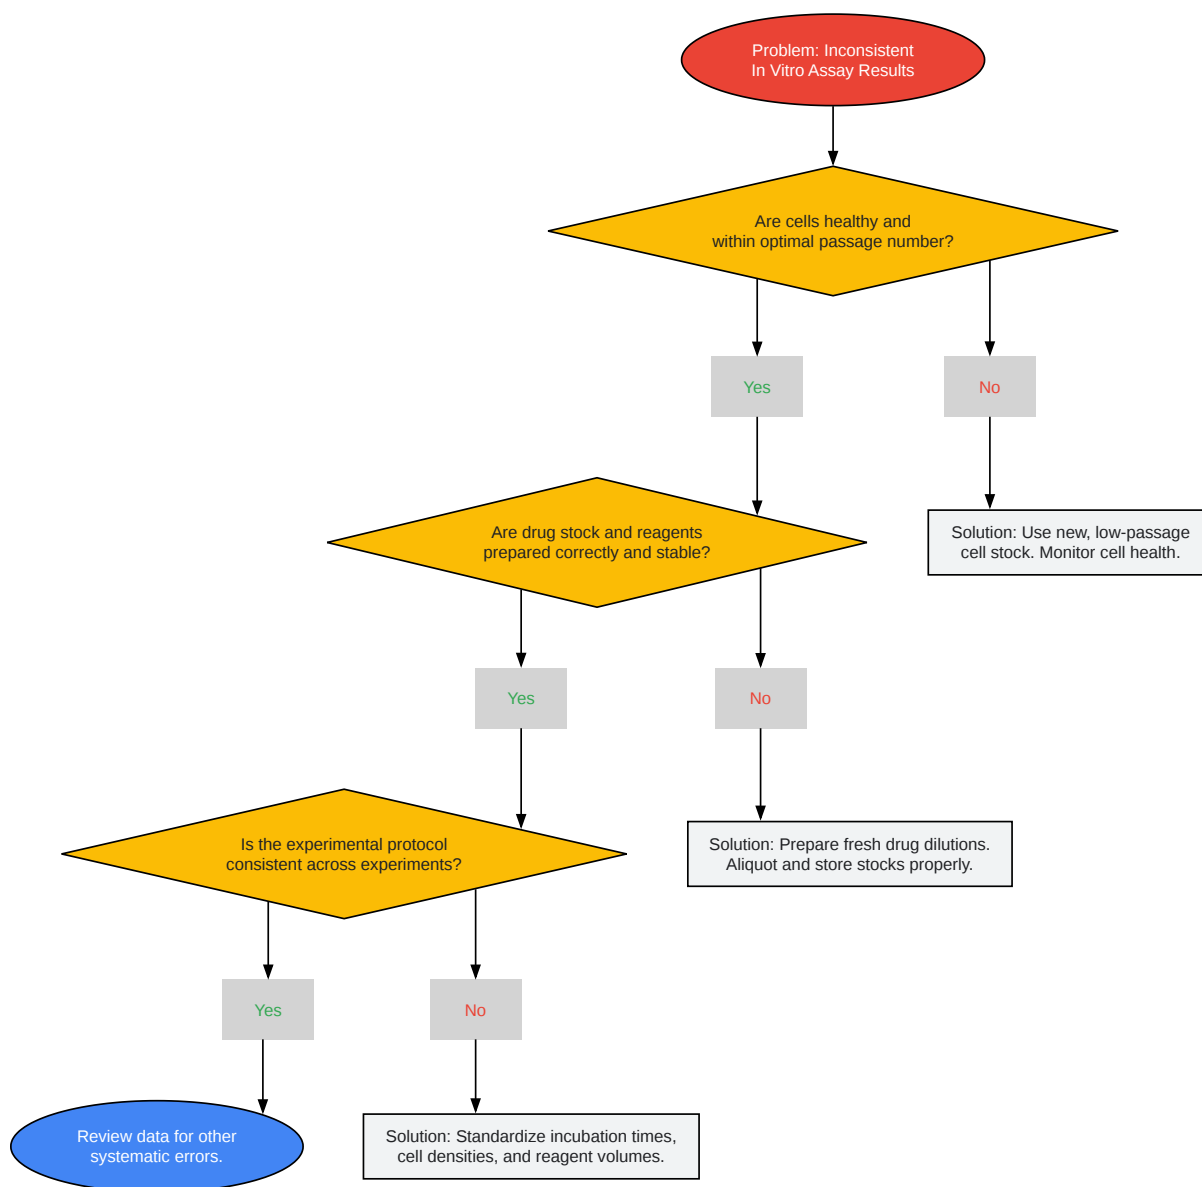 Problem: Inconsistent
In Vitro Assay Results
Are cells healthy and
within optimal passage number?
Yes
No
Solution: Use new, low-passage
cell stock. Monitor cell health.
Are drug stock and reagents
prepared correctly and stable?
Yes
No
Solution: Prepare fresh drug dilutions.
Aliquot and store stocks properly.
Is the experimental protocol
consistent across experiments?
Yes
No
Review data for other
systematic errors.
Solution: Standardize incubation times,
cell densities, and reagent volumes.